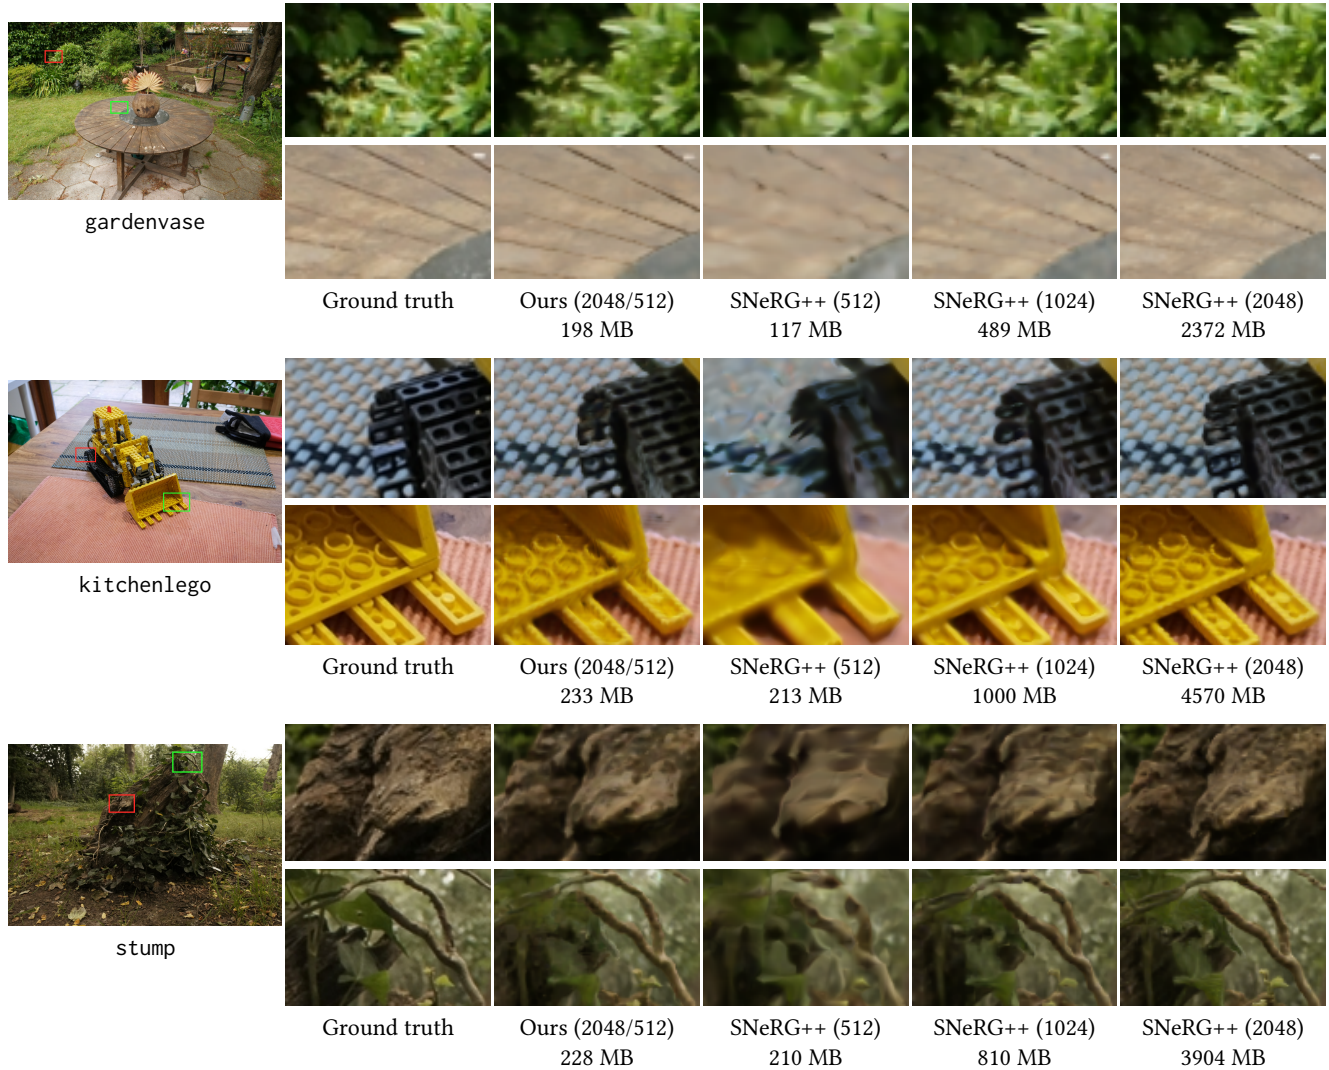 gardenvase
Ground truth
Ours (2048/512)
198 MB
SNeRG++ (512)
117 MB
SNeRG++ (1024)
489 MB
SNeRG++ (2048)
2372 MB
kitchenlego
Ground truth
Ours (2048/512)
233 MB
SNeRG++ (512)
213 MB
SNeRG++ (1024)
1000 MB
SNeRG++ (2048)
4570 MB
stump
Ground truth
Ours (2048/512)
228 MB
SNeRG++ (512)
210 MB
SNeRG++ (1024)
810 MB
SNeRG++ (2048)
3904 MB